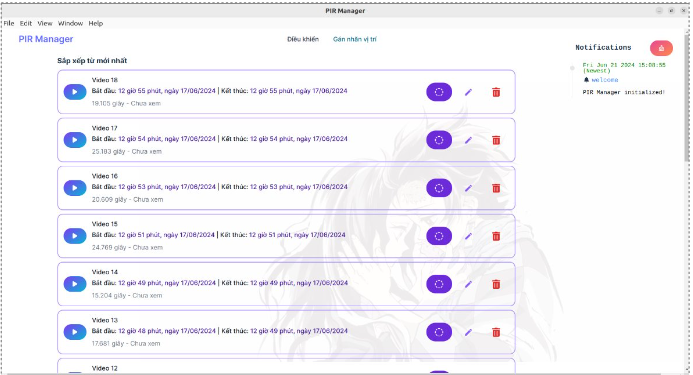 PIR Manager
File Edit View Window Help
PIR Manager
Điều khiển Gán nhãn vị trí
Notifications
Sắp xếp từ mới nhất
Fri Jun 21 2024 15:08:55
(Newest)
welcome
PIR Manager initialized!
Video 18
Bắt đầu: 12 giờ 55 phút, ngày 17/06/2024 | Kết thúc: 12 giờ 55 phút, ngày 17/06/2024
19.105 giây - Chưa xem
Video 17
Bắt đầu: 12 giờ 54 phút, ngày 17/06/2024 | Kết thúc: 12 giờ 54 phút, ngày 17/06/2024
25.183 giây - Chưa xem
Video 16
Bắt đầu: 12 giờ 53 phút, ngày 17/06/2024 | Kết thúc: 12 giờ 53 phút, ngày 17/06/2024
20.609 giây - Chưa xem
Video 15
Bắt đầu: 12 giờ 51 phút, ngày 17/06/2024 | Kết thúc: 12 giờ 51 phút, ngày 17/06/2024
24.769 giây - Chưa xem
Video 14
Bắt đầu: 12 giờ 49 phút, ngày 17/06/2024 | Kết thúc: 12 giờ 49 phút, ngày 17/06/2024
15.204 giây - Chưa xem
Video 13
Bắt đầu: 12 giờ 48 phút, ngày 17/06/2024 | Kết thúc: 12 giờ 49 phút, ngày 17/06/2024
17.681 giây - Chưa xem
Video 12